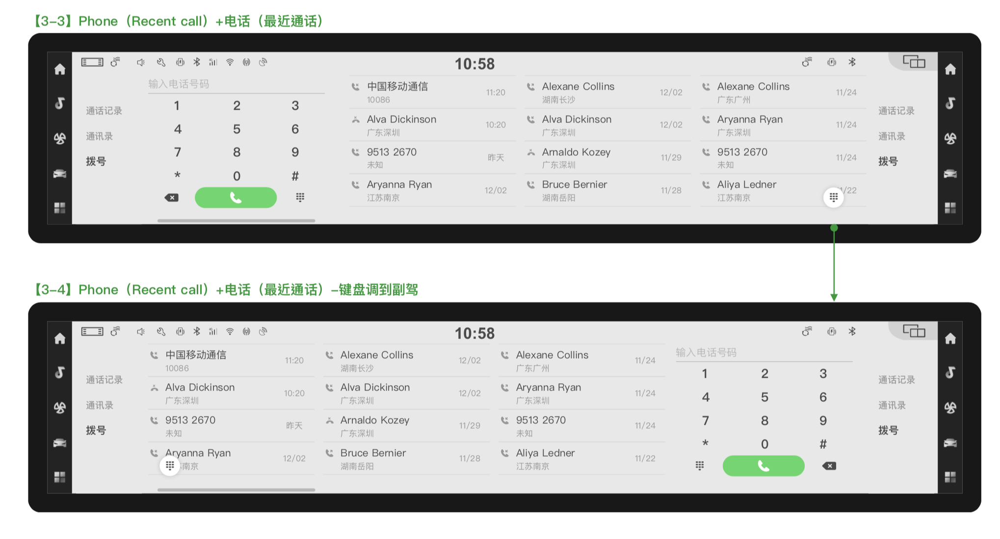 【3-3】Phone（Recent call）+电话（最近通话）
10:58
输入电话号码
通话记录
通讯录
拨号
1 2 3
4 5 6
7 8 9
* 0 #
中国移动通信 11:20
10086
Alva Dickinson 10:20
广东深圳
9513 2670 昨天
未知
Aryanna Ryan 12/02
江苏南京
Alexane Collins 12/02
湖南长沙
Alva Dickinson 12/02
广东深圳
Arnaldo Kozey 11/29
广东深圳
Bruce Bernier 11/28
湖南岳阳
Alexane Collins 11/24
广东广州
Aryanna Ryan 11/24
广东深圳
9513 2670 11/24
未知
Aliya Ledner /22
江苏南京
通话记录
通讯录
拨号
【3-4】Phone（Recent call）+电话（最近通话）-键盘调到副驾
10:58
通话记录
通讯录
拨号
中国移动通信 11:20
10086
Alva Dickinson 10:20
广东深圳
9513 2670 昨天
未知
Aryanna Ryan 12/02
南京
Alexane Collins 12/02
湖南长沙
Alva Dickinson 12/02
广东深圳
Arnaldo Kozey 11/29
广东深圳
Bruce Bernier 11/28
湖南岳阳
Alexane Collins 11/24
广东广州
Aryanna Ryan 11/24
广东深圳
9513 2670 11/24
未知
Aliya Ledner 11/22
江苏南京
输入电话号码
1 2 3
4 5 6
7 8 9
* 0 #
通话记录
通讯录
拨号